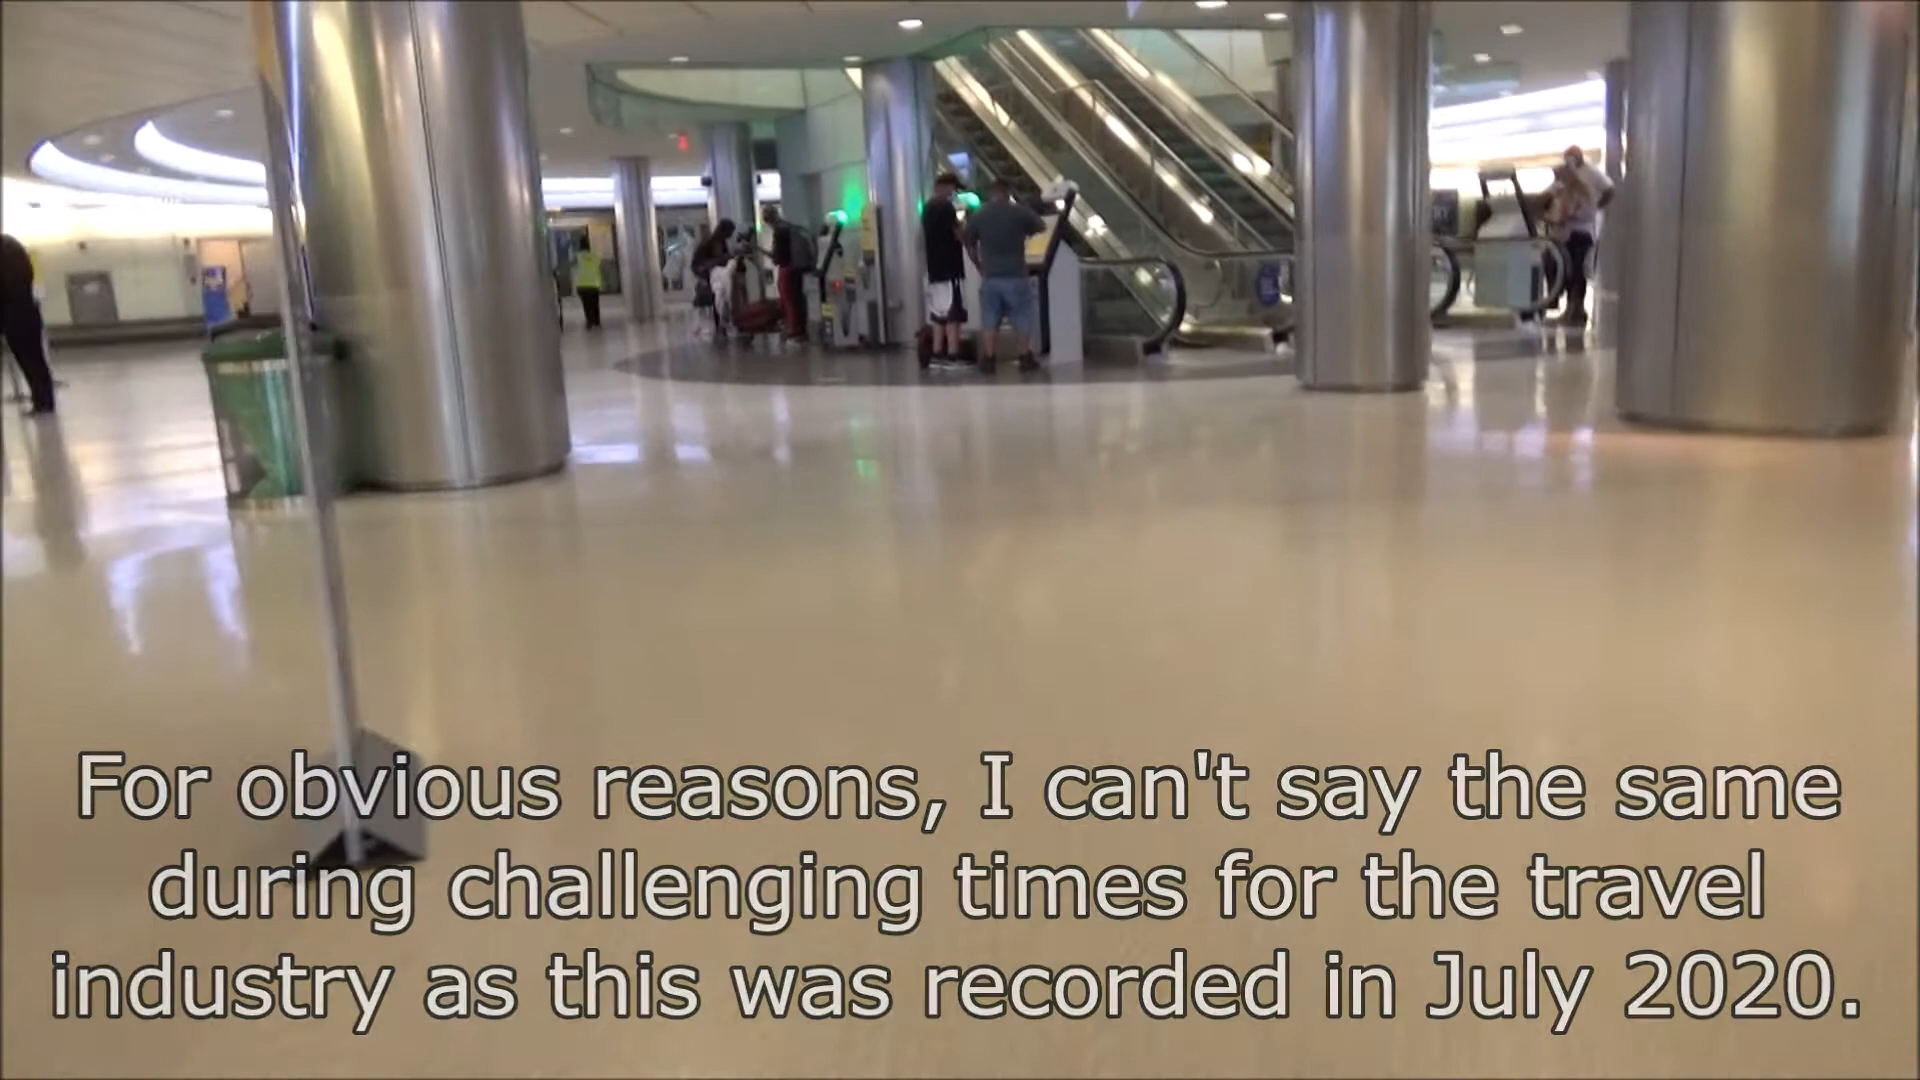 For obvious reasons, I can't say the same
during challenging times for the travel
industry as this was recorded in July 2020.